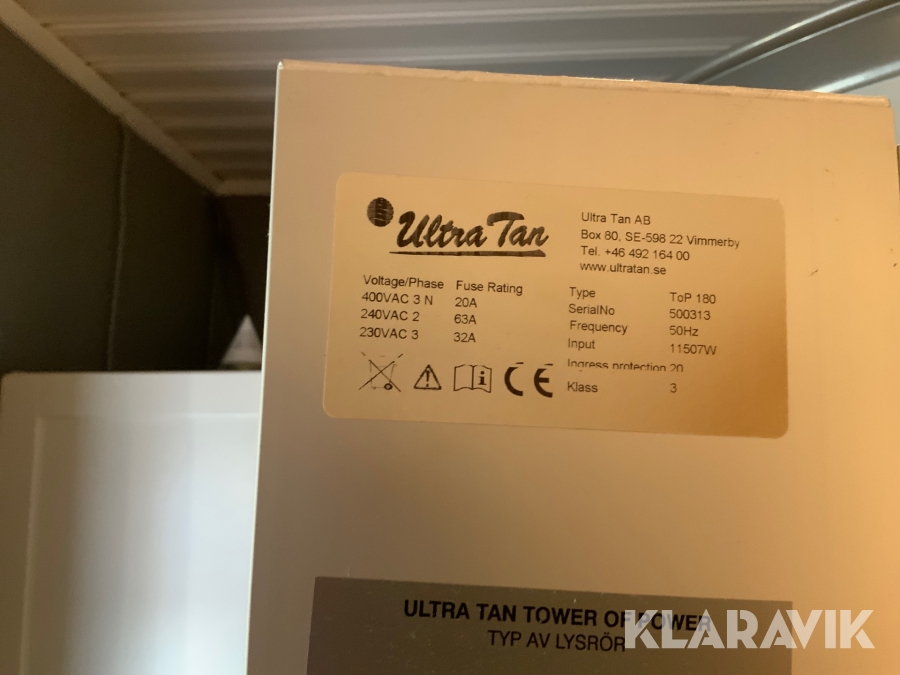 Ultra Tan
Ultra Tan AB
Box 80, SE-598 22 Vimmerby
Tel. +46 492 164 00
www.ultratan.se
Voltage/Phase Fuse Rating
400VAC 3 N 20A
240VAC 2 63A
230VAC 3 32A
Type ToP 180
SerialNo 500313
Frequency 50Hz
Input 11507W
Ingress protection 20
Klass 3
CE
ULTRA TAN TOWER OF POWER
TYP AV LYSRÖR
KLARAVIK